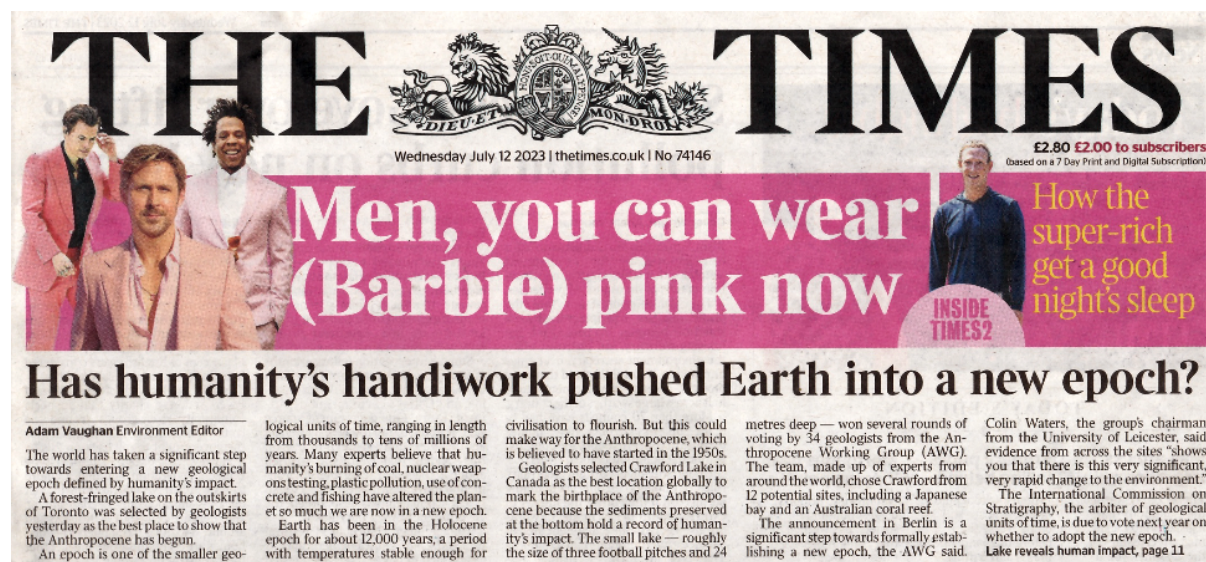 THE TIMES
HONI·SOIT·QUI·MAL·Y·PENSE
DIEU·ET MON·DROIT
Wednesday July 12 2023 | thetimes.co.uk | No 74146
£2.80 £2.00 to subscribers
(based on a 7 Day Print and Digital Subscription)
Men, you can wear
(Barbie) pink now
INSIDE
TIMES2
How the
super-rich
get a good
night's sleep
Has humanity's handiwork pushed Earth into a new epoch?
Adam Vaughan Environment Editor
The world has taken a significant step
towards entering a new geological
epoch defined by humanity's impact.
A forest-fringed lake on the outskirts
of Toronto was selected by geologists
yesterday as the best place to show that
the Anthropocene has begun.
An epoch is one of the smaller geo-
logical units of time, ranging in length
from thousands to tens of millions of
years. Many experts believe that hu-
manity's burning of coal, nuclear weap-
ons testing, plastic pollution, use of con-
crete and fishing have altered the plan-
et so much we are now in a new epoch.
Earth has been in the Holocene
epoch for about 12,000 years, a period
with temperatures stable enough for
civilisation to flourish. But this could
make way for the Anthropocene, which
is believed to have started in the 1950s.
Geologists selected Crawford Lake in
Canada as the best location globally to
mark the birthplace of the Anthropo-
cene because the sediments preserved
at the bottom hold a record of human-
ity's impact. The small lake — roughly
the size of three football pitches and 24
metres deep — won several rounds of
voting by 34 geologists from the An-
thropocene Working Group (AWG).
The team, made up of experts from
around the world, chose Crawford from
12 potential sites, including a Japanese
bay and an Australian coral reef.
The announcement in Berlin is a
significant step towards formally estab-
lishing a new epoch, the AWG said.
Colin Waters, the group's chairman
from the University of Leicester, said
evidence from across the sites "shows
you that there is this very significant,
very rapid change to the environment."
The International Commission on
Stratigraphy, the arbiter of geological
units of time, is due to vote next year on
whether to adopt the new epoch.
Lake reveals human impact, page 11